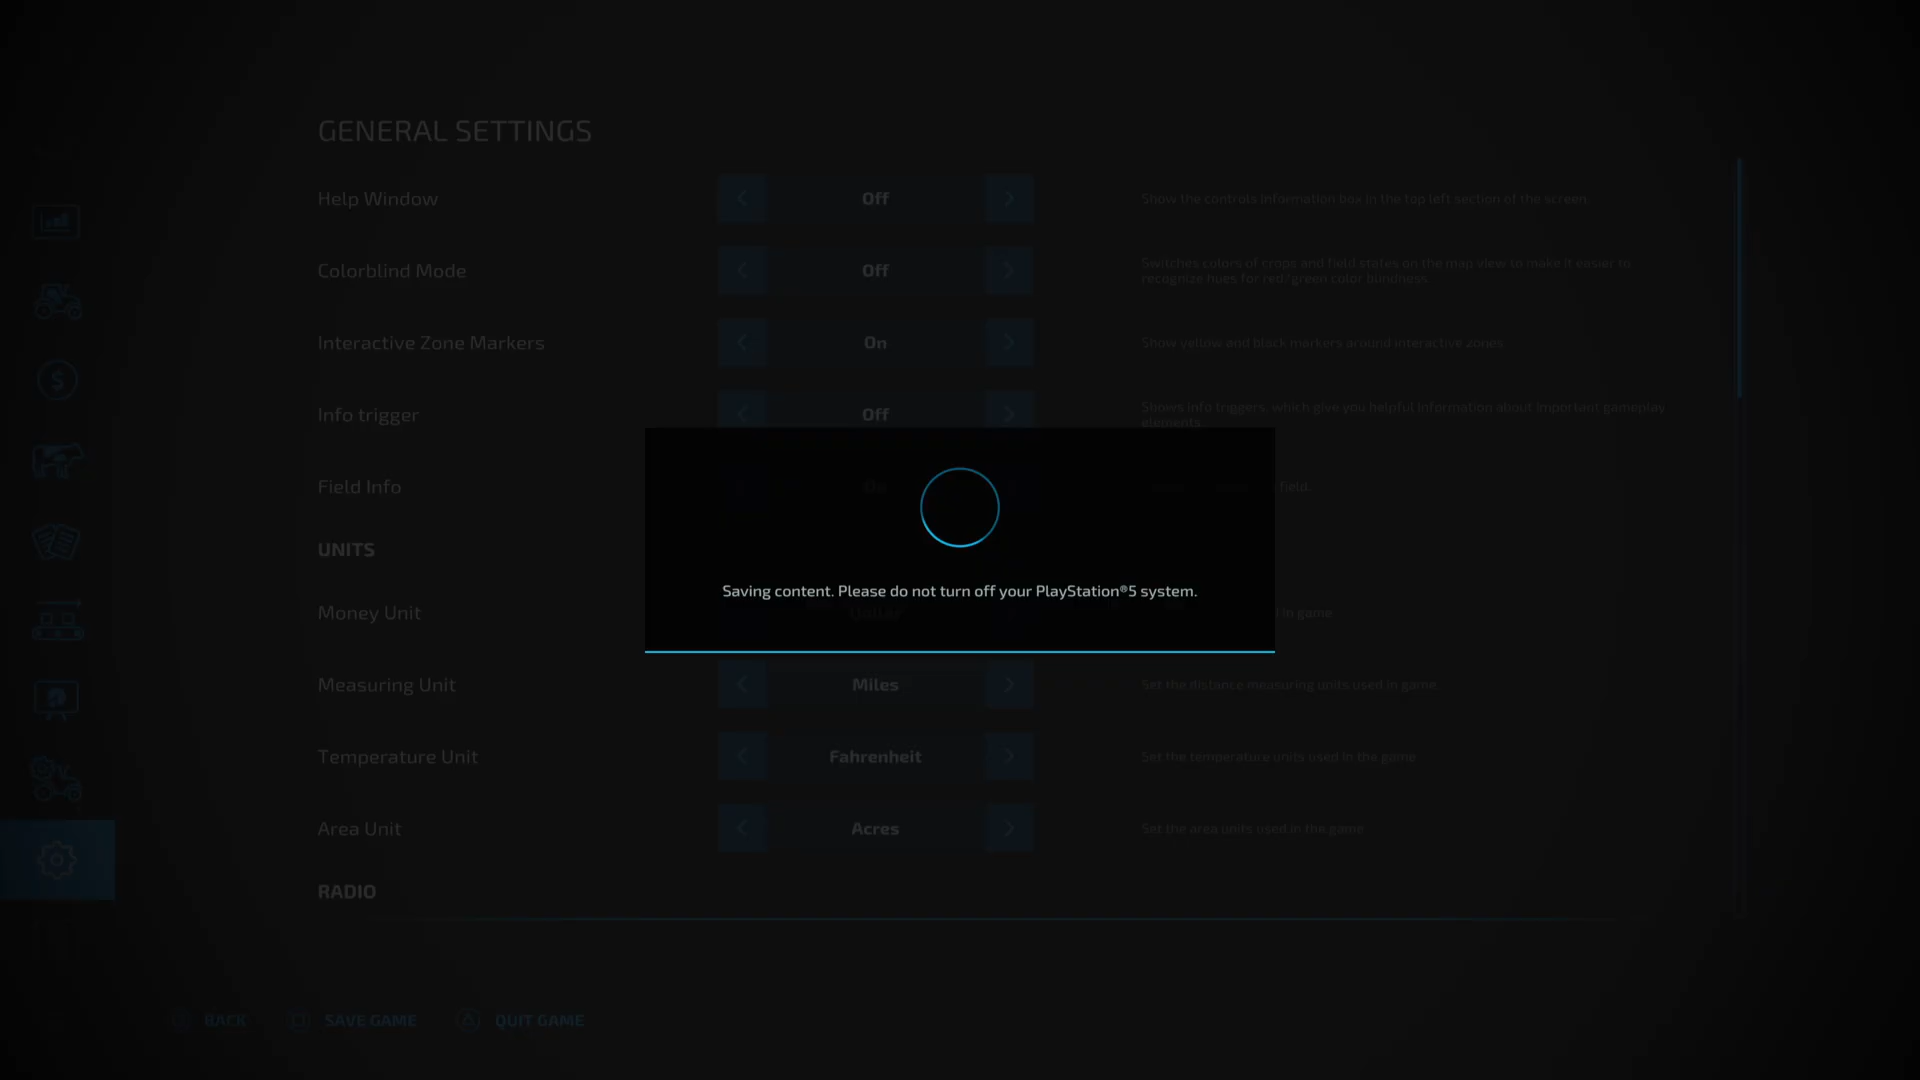 GENERAL SETTINGS
Help Window
Off
Show the controls information box in the top left section of the screen.
Colorblind Mode
Off
Switches colors of crops and field states on the map view to make it easier to
recognize hues for red/green color blindness.
Interactive Zone Markers
On
Show yellow and black markers around interactive zones
Info trigger
Off
Shows info triggers, which give you helpful information about important gameplay
elements.
Field Info
field.
UNITS
Saving content. Please do not turn off your PlayStation®5 system.
Money Unit
Dollar
in game
Measuring Unit
Miles
Set the distance measuring units used in game.
Temperature Unit
Fahrenheit
Set the temperature units used in the game
Area Unit
Acres
Set the area units used in the game
RADIO
BACK
SAVE GAME
QUIT GAME